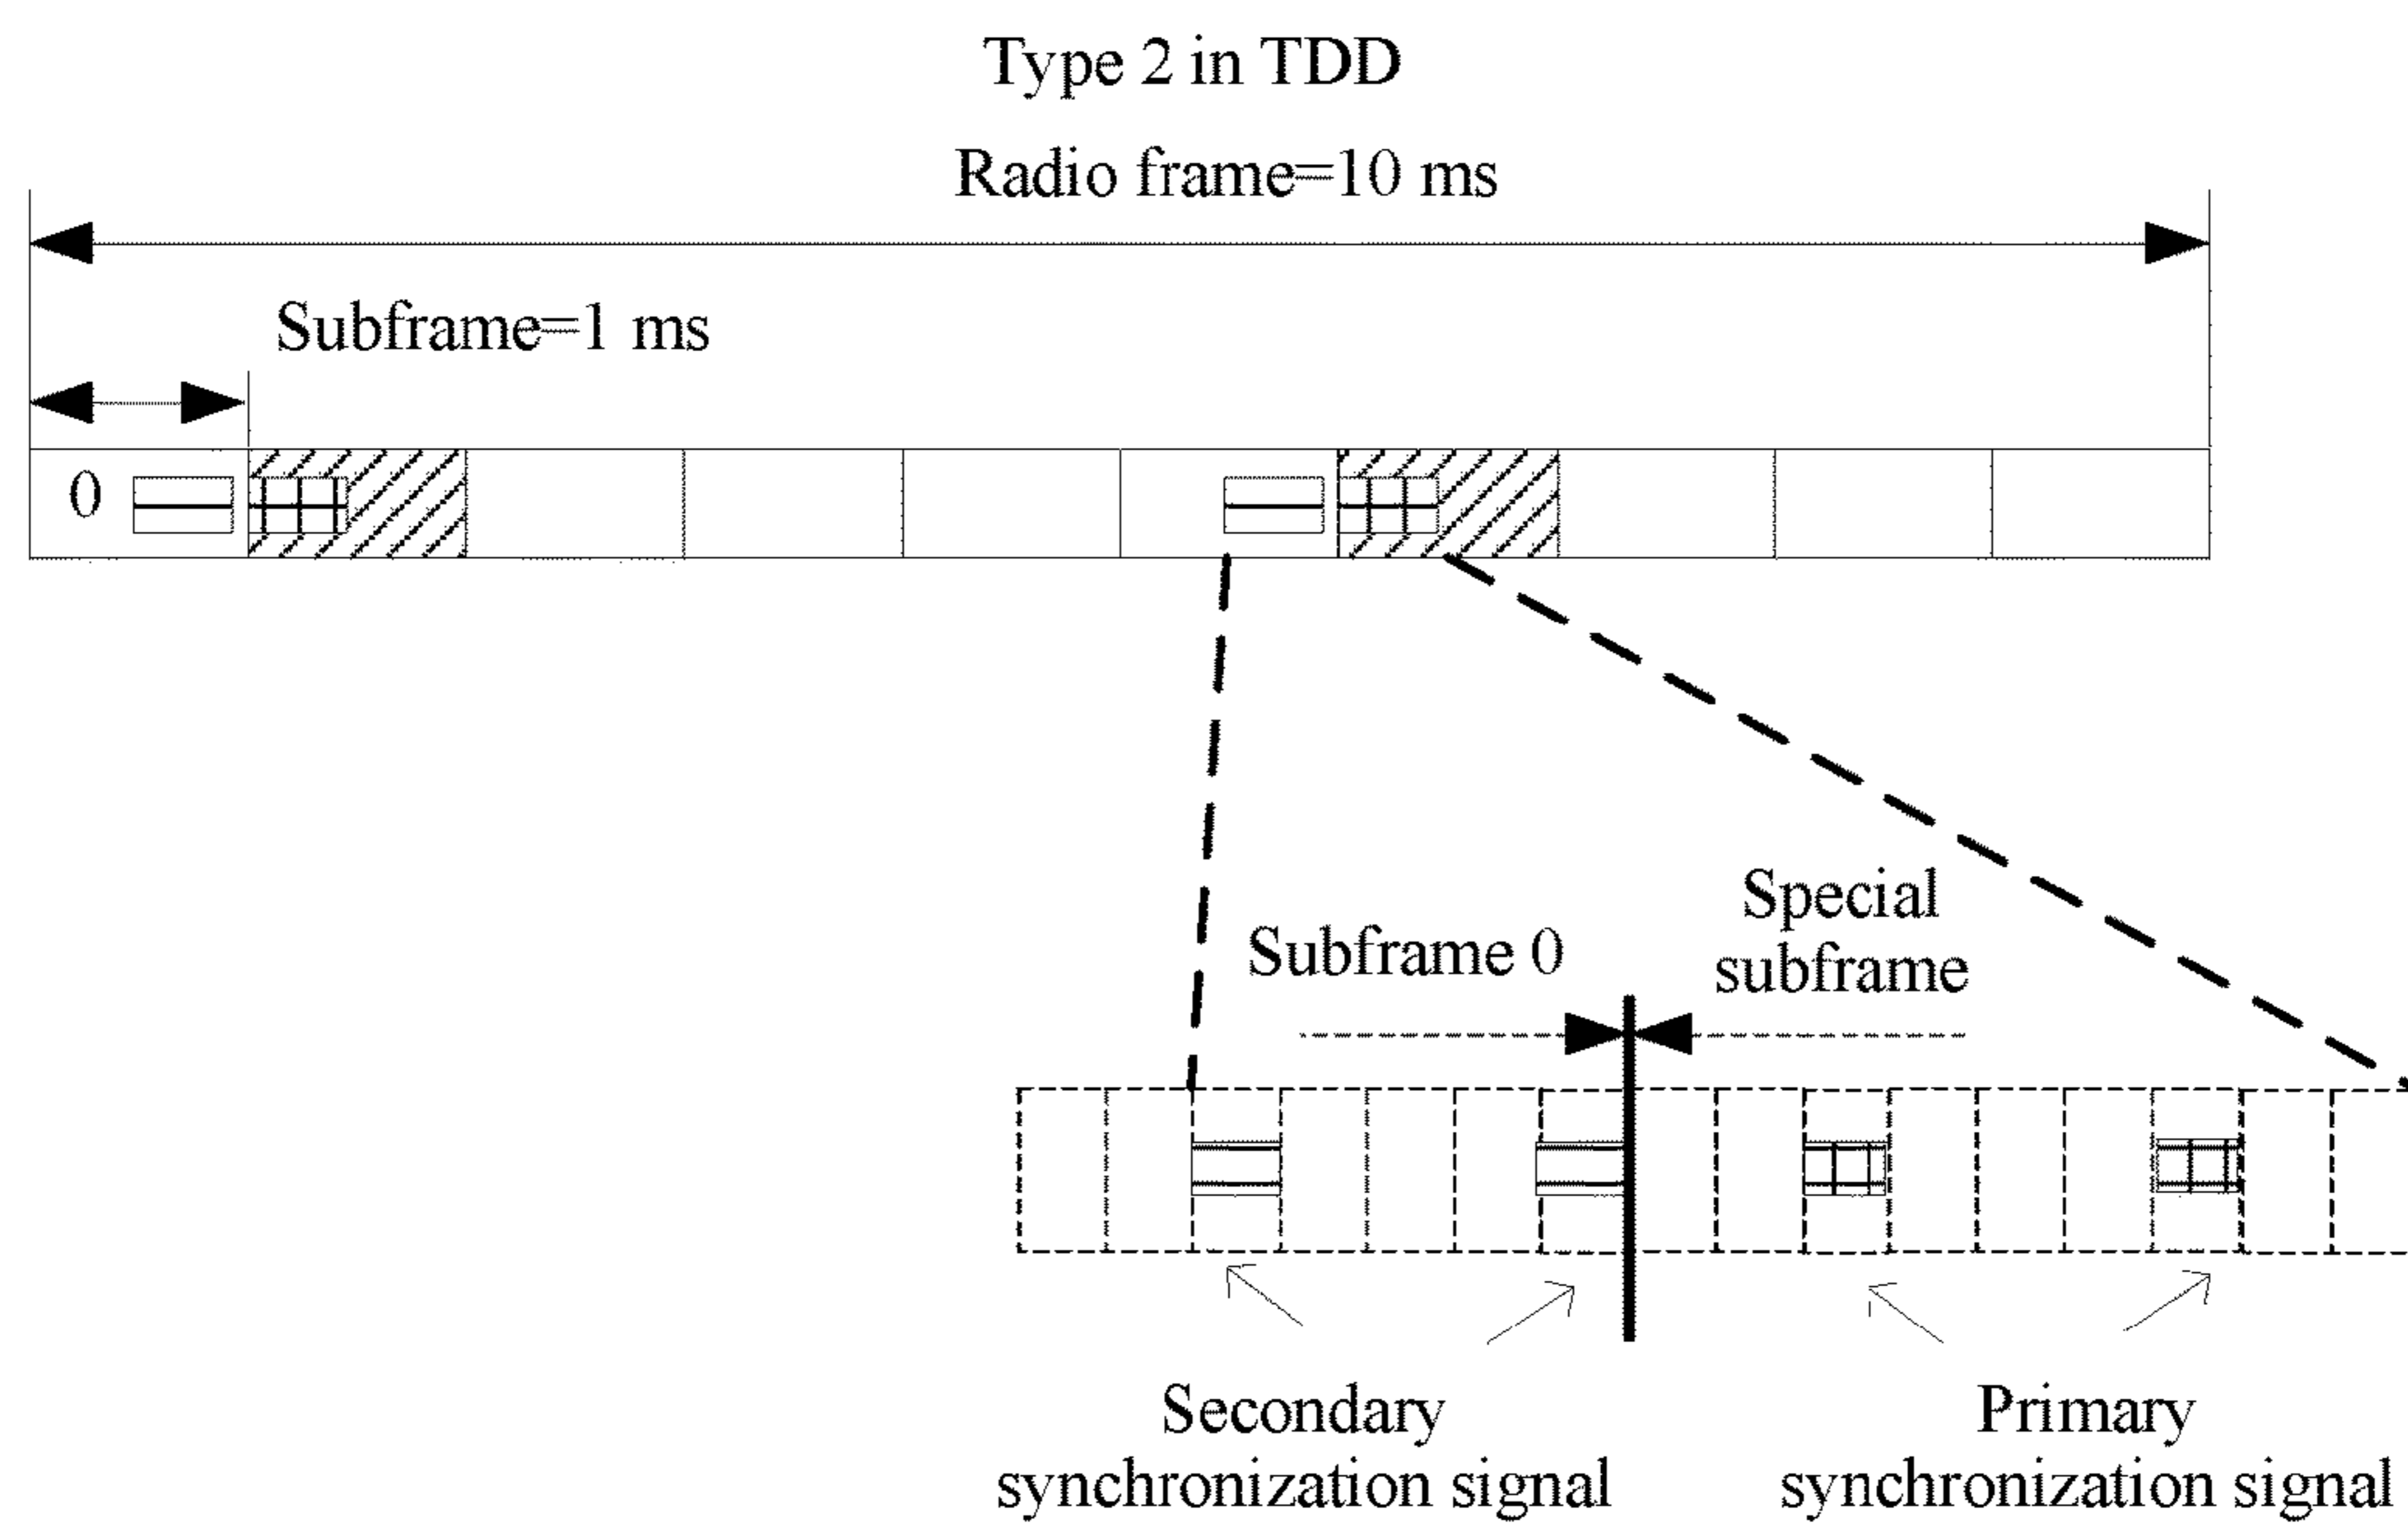 Type 2 in TDD
Radio frame=10 ms
Subframe=1 ms
0
Subframe 0
Special
subframe
Secondary
synchronization signal
Primary
synchronization signal